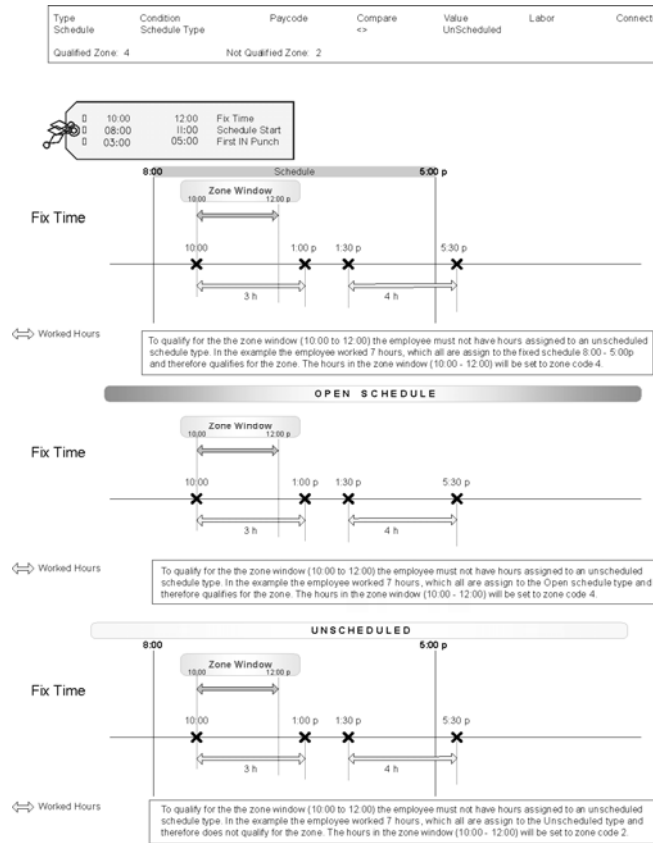 Type Condition Paycode Compare Value Labor Connect
Schedule Schedule Type <> UnScheduled
Qualified Zone: 4 Not Qualified Zone: 2
10:00 12:00 Fix Time
08:00 11:00 Schedule Start
03:00 05:00 First IN Punch
8:00 Schedule 5:00 p
Zone Window
10:00 12:00 p
Fix Time
10:00 1:00 p 1:30 p 5:30 p
3 h 4 h
Worked Hours
To qualify for the the zone window (10:00 to 12:00) the employee must not have hours assigned to an unscheduled
schedule type. In the example the employee worked 7 hours, which all are assign to the fixed schedule 8:00 - 5:00p
and therefore qualifies for the zone. The hours in the zone window (10:00 - 12:00) will be set to zone code 4.
OPEN SCHEDULE
Zone Window
10:00 12:00 p
Fix Time
10:00 1:00 p 1:30 p 5:30 p
3 h 4 h
Worked Hours
To qualify for the the zone window (10:00 to 12:00) the employee must not have hours assigned to an unscheduled
schedule type. In the example the employee worked 7 hours, which all are assign to the Open schedule type and
therefore qualifies for the zone. The hours in the zone window (10:00 - 12:00) will be set to zone code 4.
UNSCHEDULED
8:00 5:00 p
Zone Window
10:00 12:00 p
Fix Time
10:00 1:00 p 1:30 p 5:30 p
3 h 4 h
Worked Hours
To qualify for the the zone window (10:00 to 12:00) the employee must not have hours assigned to an unscheduled
schedule type. In the example the employee worked 7 hours, which all are assign to the Unscheduled type and
therefore does not qualify for the zone. The hours in the zone window (10:00 - 12:00) will be set to zone code 2.